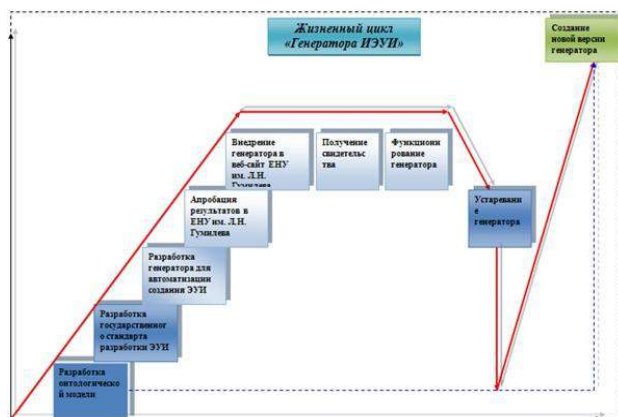 Жизненный цикл
«Генератора ИЭУИ»
Создание
новой версии
генератора
Внедрение
генератора в
веб-сайт ЕНУ
им. Л.Н.
Гумилева
Получение
свидетельс
тва
Функциони
рование
генератора
Апробация
результатов в
ЕНУ им. Л.Н.
Гумилева
Устаревани
е
генератора
Разработка
генератора для
автоматизации
создания ЭУИ
Разработка
государственног
о стандарта
разработки ЭУИ
Разработка
онтологическо
й модели